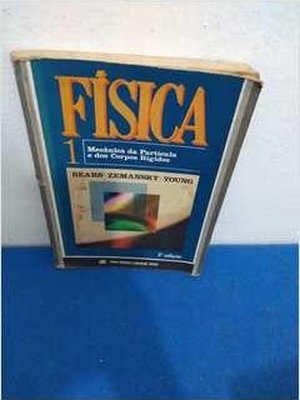 FÍSICA
1 Mecânica da Partícula
e dos Corpos Rígidos
SEARS · ZEMANSKY · YOUNG
2ª edição